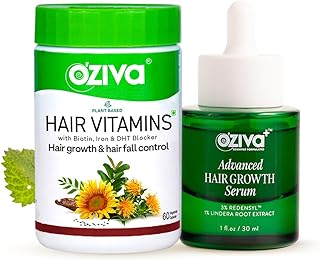 OZIVA®
PLANT BASED
HAIR VITAMINS
with Biotin, Iron & DHT Blocker
Hair growth & hair fall control
60
OZIVA
Advanced
HAIR GROWTH
Serum
3% REDENSYL™
1% LINDERA ROOT EXTRACT
1 fl.oz / 30 ml